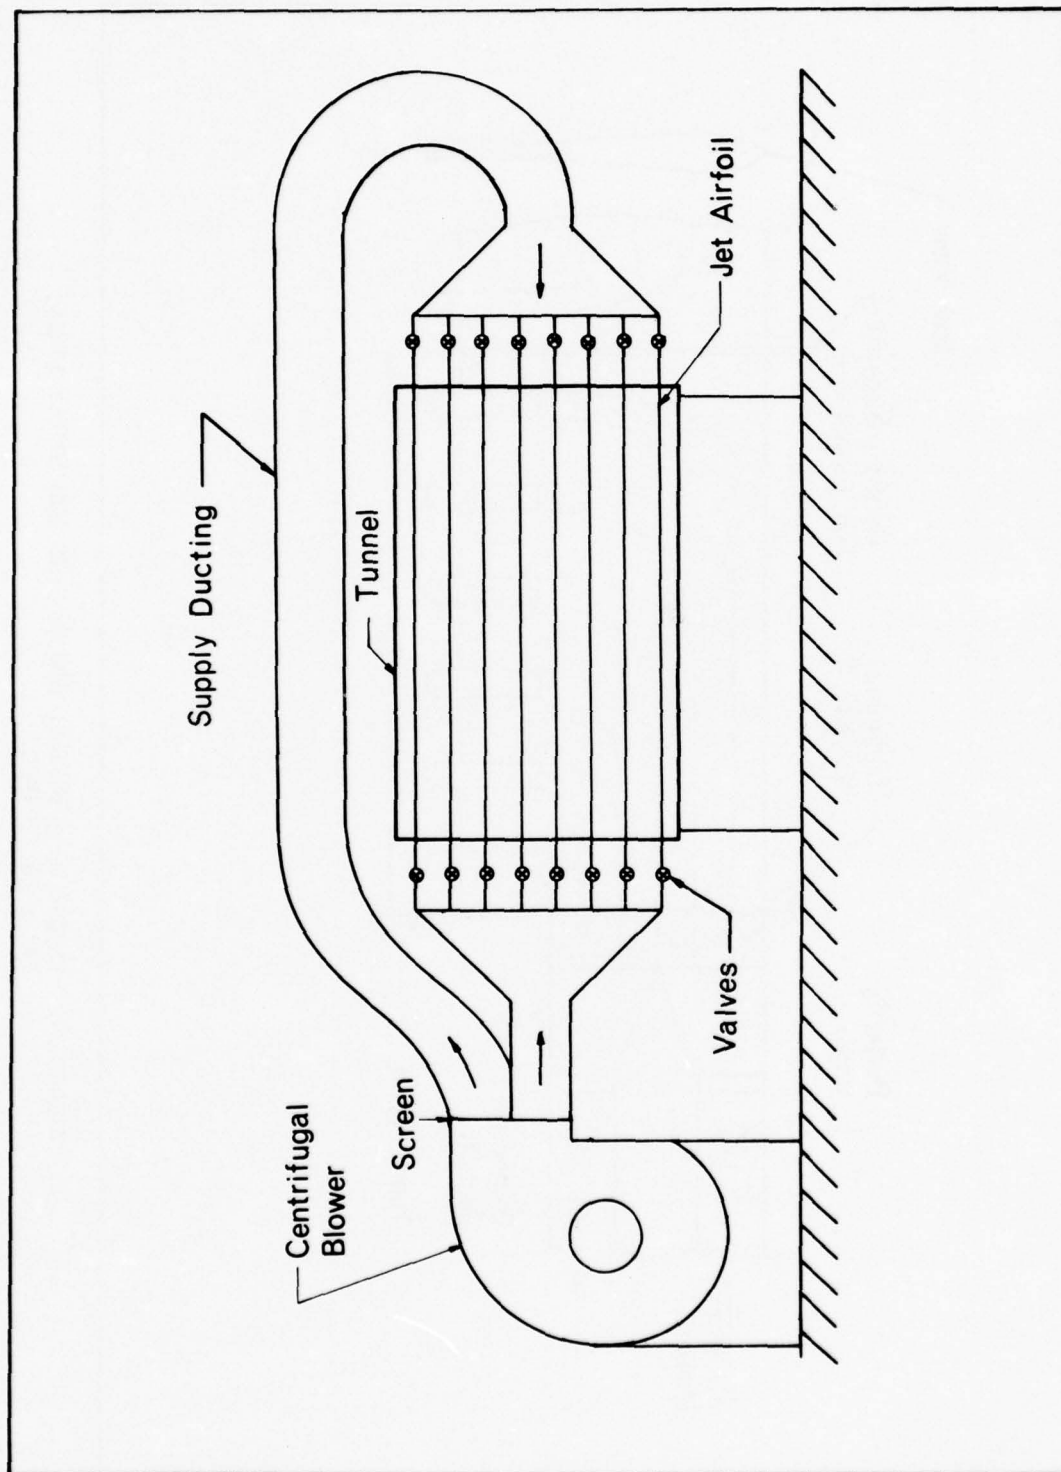 Supply Ducting
Centrifugal
Blower
Screen
Tunnel
Valves
Jet Airfoil